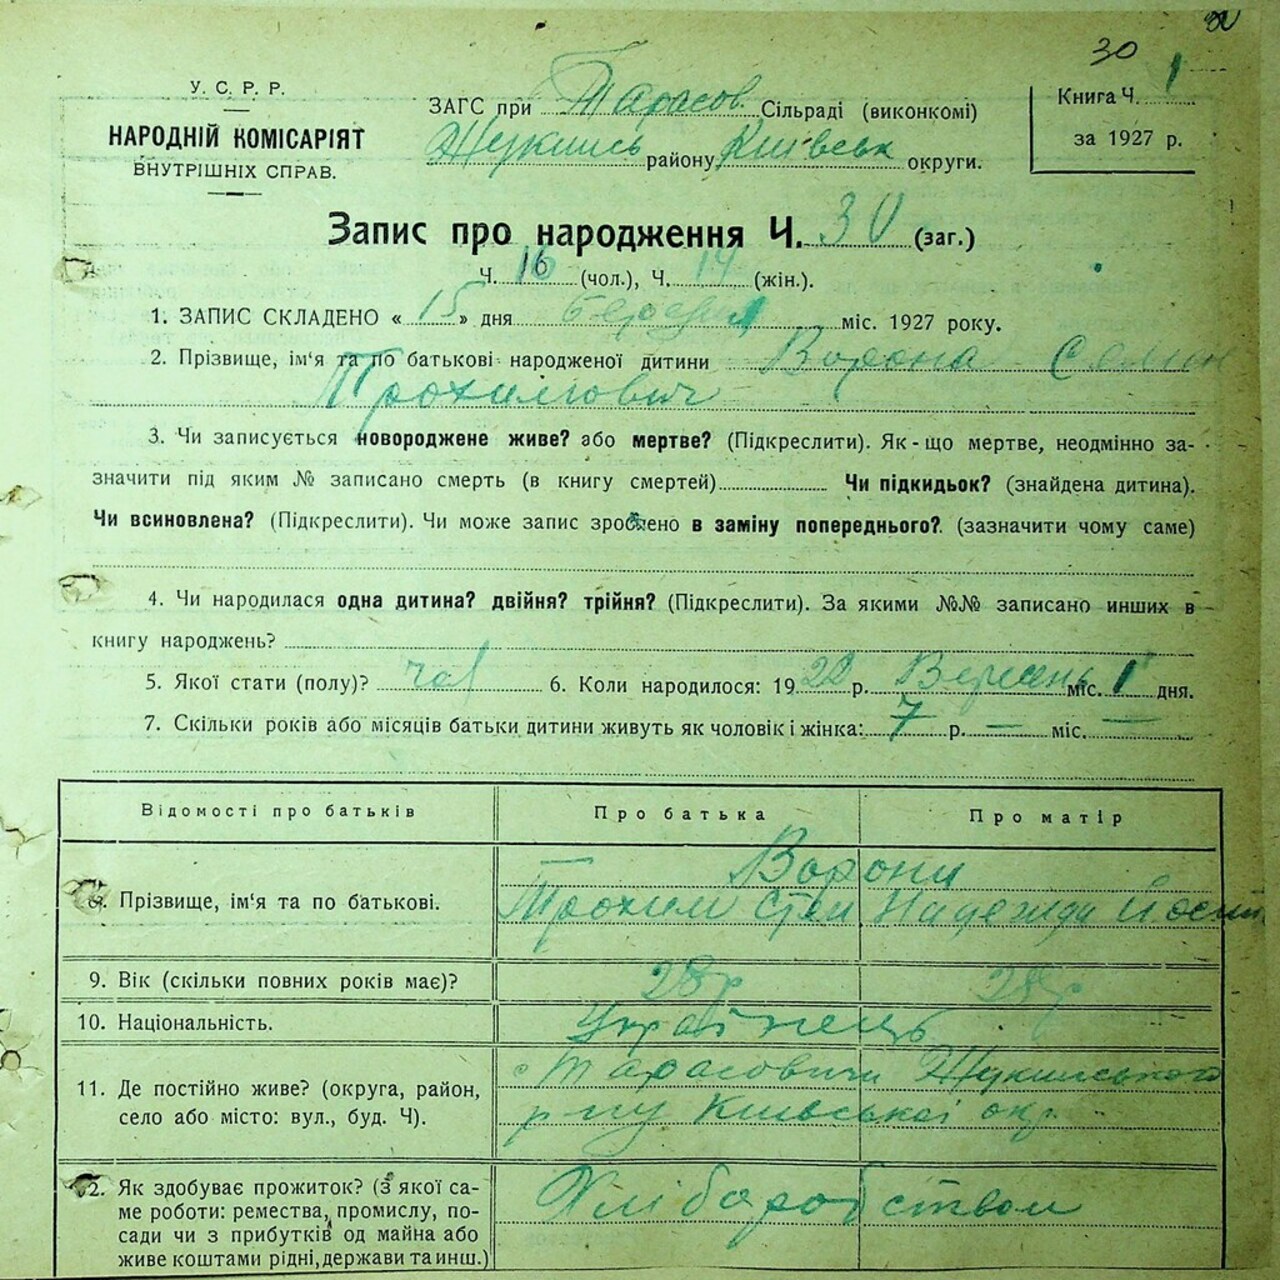 30
У. С. Р. Р.
НАРОДНІЙ КОМІСАРІЯТ
ВНУТРІШНІХ СПРАВ.
ЗАГС при Тарасов. Сільраді (виконкомі)
Жукинсь району Київськ округи.
Книга Ч. 1
за 1927 р.
Запис про народження Ч. 30 (заг.)
Ч. 16 (чол.), Ч. 14 (жін.).
1. ЗАПИС СКЛАДЕНО « 15 » дня березня міс. 1927 року.
2. Прізвище, ім'я та по батькові народженої дитини Ворона Семен
Трохимович
3. Чи записується новороджене живе? або мертве? (Підкреслити). Як-що мертве, неодмінно за-
значити під яким № записано смерть (в книгу смертей) Чи підкидьок? (знайдена дитина).
Чи всиновлена? (Підкреслити). Чи може запис зроблено в заміну попереднього? (зазначити чому саме)
4. Чи народилася одна дитина? двійня? трійня? (Підкреслити). За якими №№ записано инших в
книгу народжень?
5. Якої стати (полу)? чол 6. Коли народилося: 1922 р. Вересень міс. 1 дня.
7. Скільки років або місяців батьки дитини живуть як чоловік і жінка: 7 р. — міс. —
Відомості про батьків Про батька Про матір
Ворони
8. Прізвище, ім'я та по батькові. Трохим Надежда Йосип
9. Вік (скільки повних років має)? 28 р 28 р
10. Національність. Українець
11. Де постійно живе? (округа, район, с Тарасовичи Жукинського
село або місто: вул., буд. Ч). р-ну Київської окр.
12. Як здобуває прожиток? (з якої са-
ме роботи: ремества, промислу, по-
сади чи з прибутків од майна або
живе коштами рідні, держави та инш.) Хліборобством